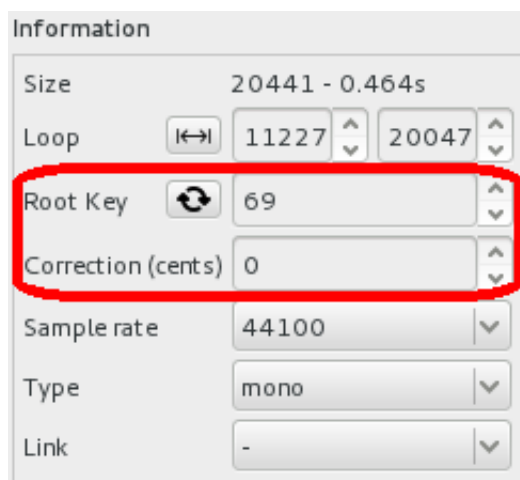 Information
Size 20441 - 0.464s
Loop 11227 20047
Root Key 69
Correction (cents) 0
Sample rate 44100
Type mono
Link -